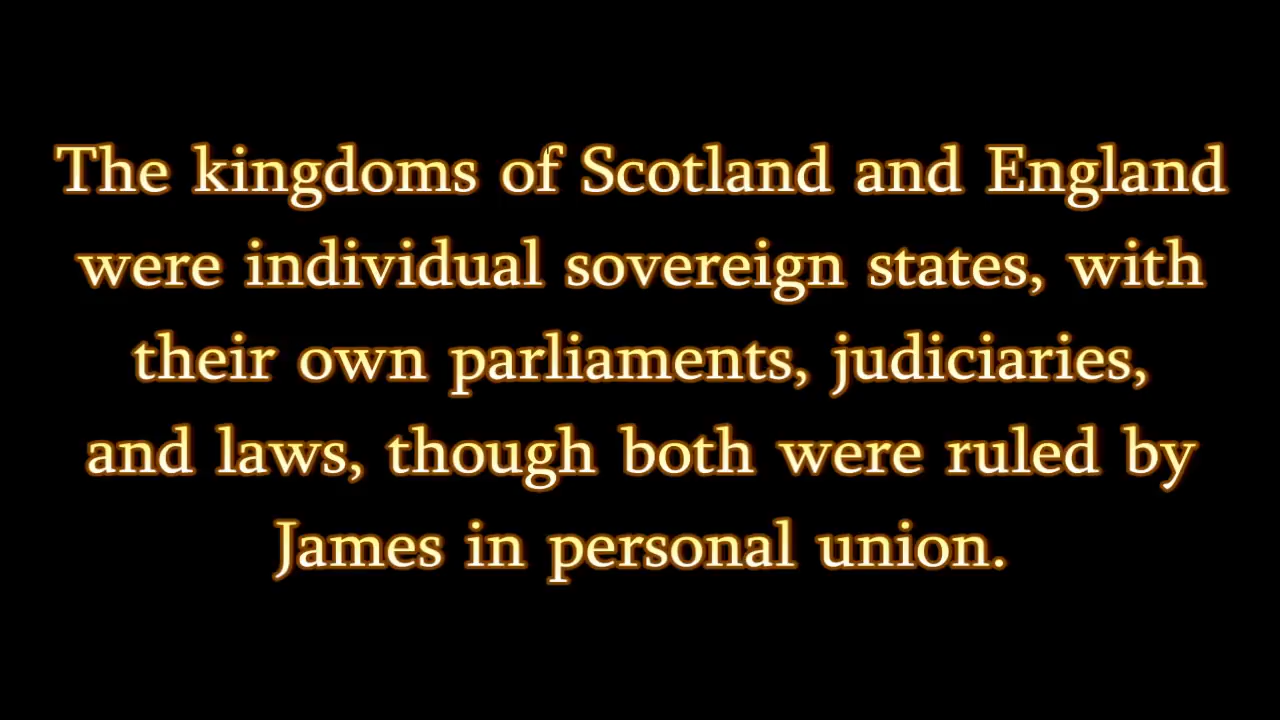 The kingdoms of Scotland and England
were individual sovereign states, with
their own parliaments, judiciaries,
and laws, though both were ruled by
James in personal union.